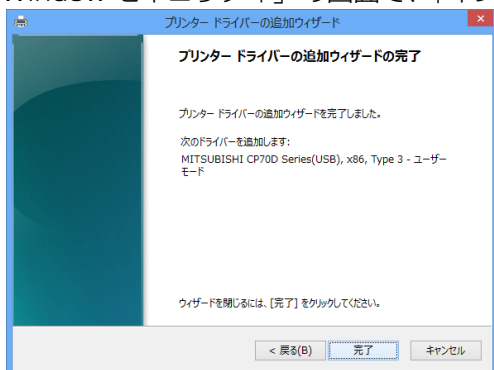 プリンター ドライバーの追加ウィザード
プリンター ドライバーの追加ウィザードの完了
プリンター ドライバーの追加ウィザードを完了しました。
次のドライバーを追加します:
MITSUBISHI CP70D Series(USB), x86, Type 3 - ユーザー
モード
ウィザードを閉じるには、[完了] をクリックしてください。
< 戻る(B) 完了 キャンセル